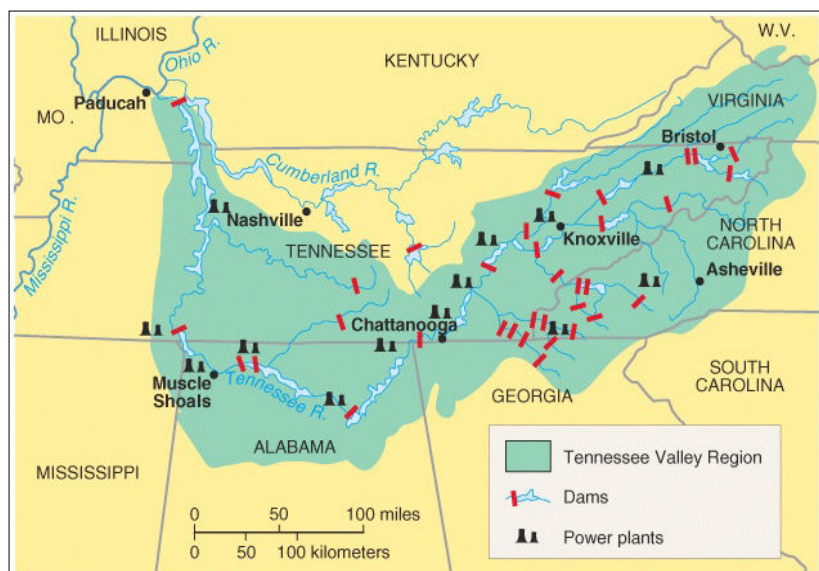 ILLINOIS
Ohio R.
W.V.
KENTUCKY
Paducah
MO .
VIRGINIA
Bristol
Cumberland R.
Mississippi R.
Nashville
TENNESSEE
Knoxville
NORTH
CAROLINA
Asheville
Chattanooga
Muscle
Shoals
Tennessee R.
GEORGIA
SOUTH
CAROLINA
ALABAMA
MISSISSIPPI
Tennessee Valley Region
Dams
Power plants
0 50 100 miles
0 50 100 kilometers